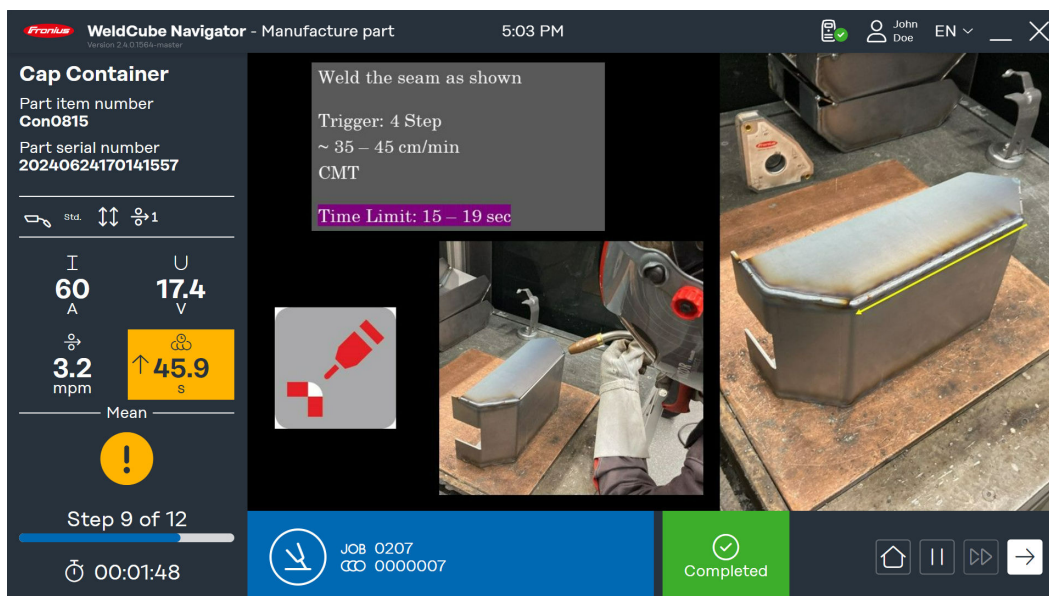 Fronius WeldCube Navigator - Manufacture part 5:03 PM John Doe EN
Version 2.4.0.1564-master
Cap Container
Part item number
Con0815
Part serial number
20240624170141557
Std. 1
I U
60 17.4
A V
3.2 45.9
mpm s
Mean
!
Step 9 of 12
00:01:48
Weld the seam as shown
Trigger: 4 Step
~ 35 – 45 cm/min
CMT
Time Limit: 15 – 19 sec
JOB 0207
0000007
Completed